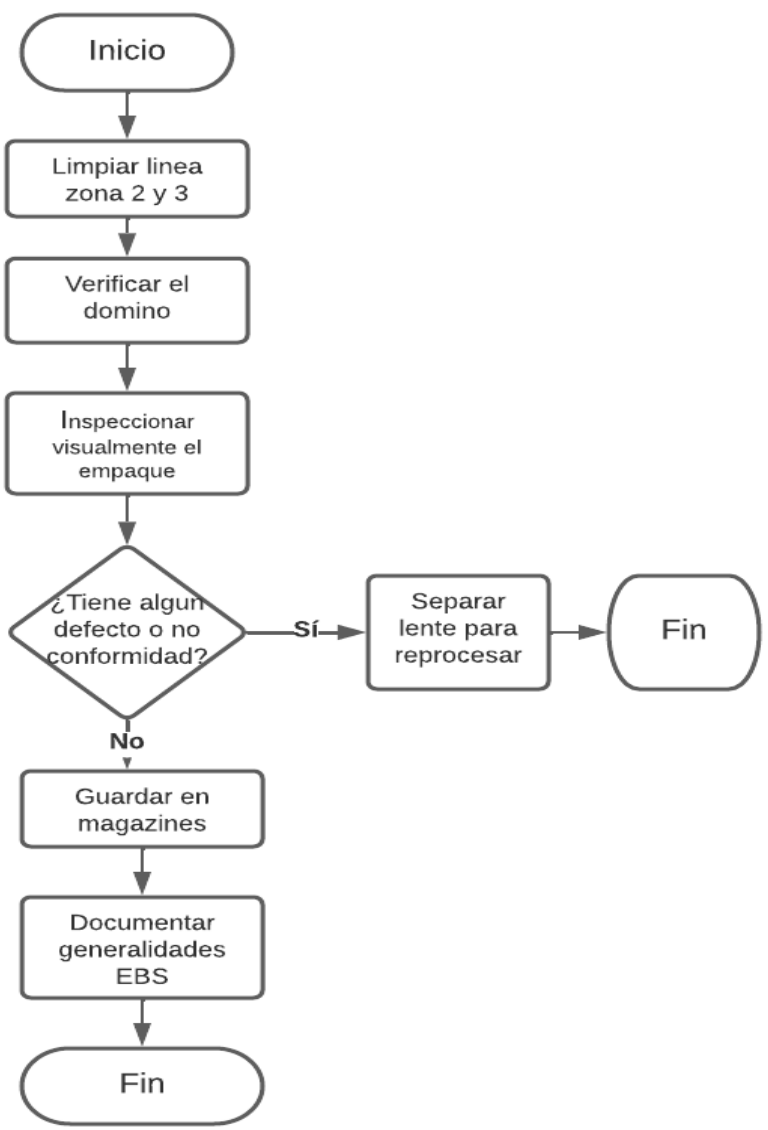 Inicio
Limpiar linea
zona 2 y 3
Verificar el
domino
Inspeccionar
visualmente el
empaque
¿Tiene algun
defecto o no
conformidad?
Sí
Separar
lente para
reprocesar
Fin
No
Guardar en
magazines
Documentar
generalidades
EBS
Fin